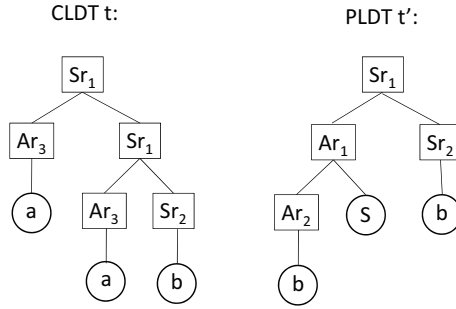 CLDT t: PLDT t’:
Sr₁ Sr₁
Ar₃ Sr₁ Ar₁ Sr₂
a Ar₃ Sr₂ Ar₂ S b
a b b